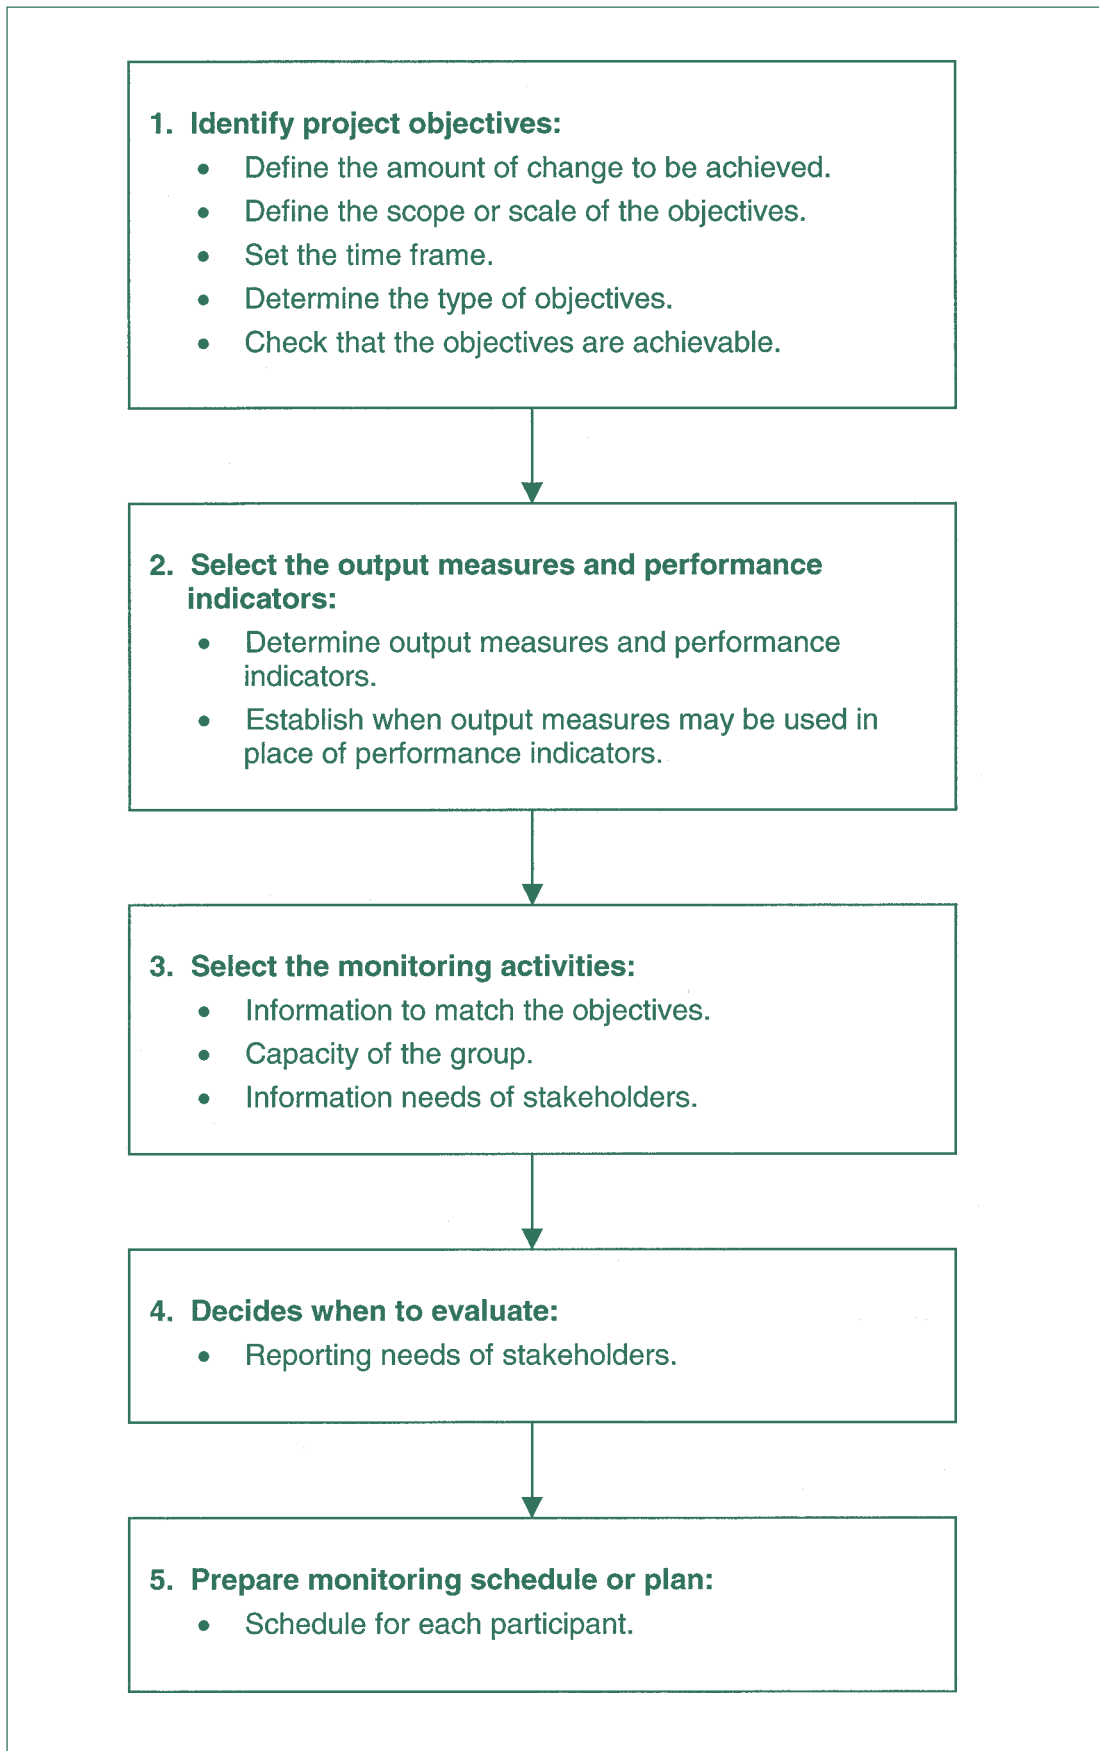 1. Identify project objectives:
• Define the amount of change to be achieved.
• Define the scope or scale of the objectives.
• Set the time frame.
• Determine the type of objectives.
• Check that the objectives are achievable.
2. Select the output measures and performance
indicators:
• Determine output measures and performance
indicators.
• Establish when output measures may be used in
place of performance indicators.
3. Select the monitoring activities:
• Information to match the objectives.
• Capacity of the group.
• Information needs of stakeholders.
4. Decides when to evaluate:
• Reporting needs of stakeholders.
5. Prepare monitoring schedule or plan:
• Schedule for each participant.